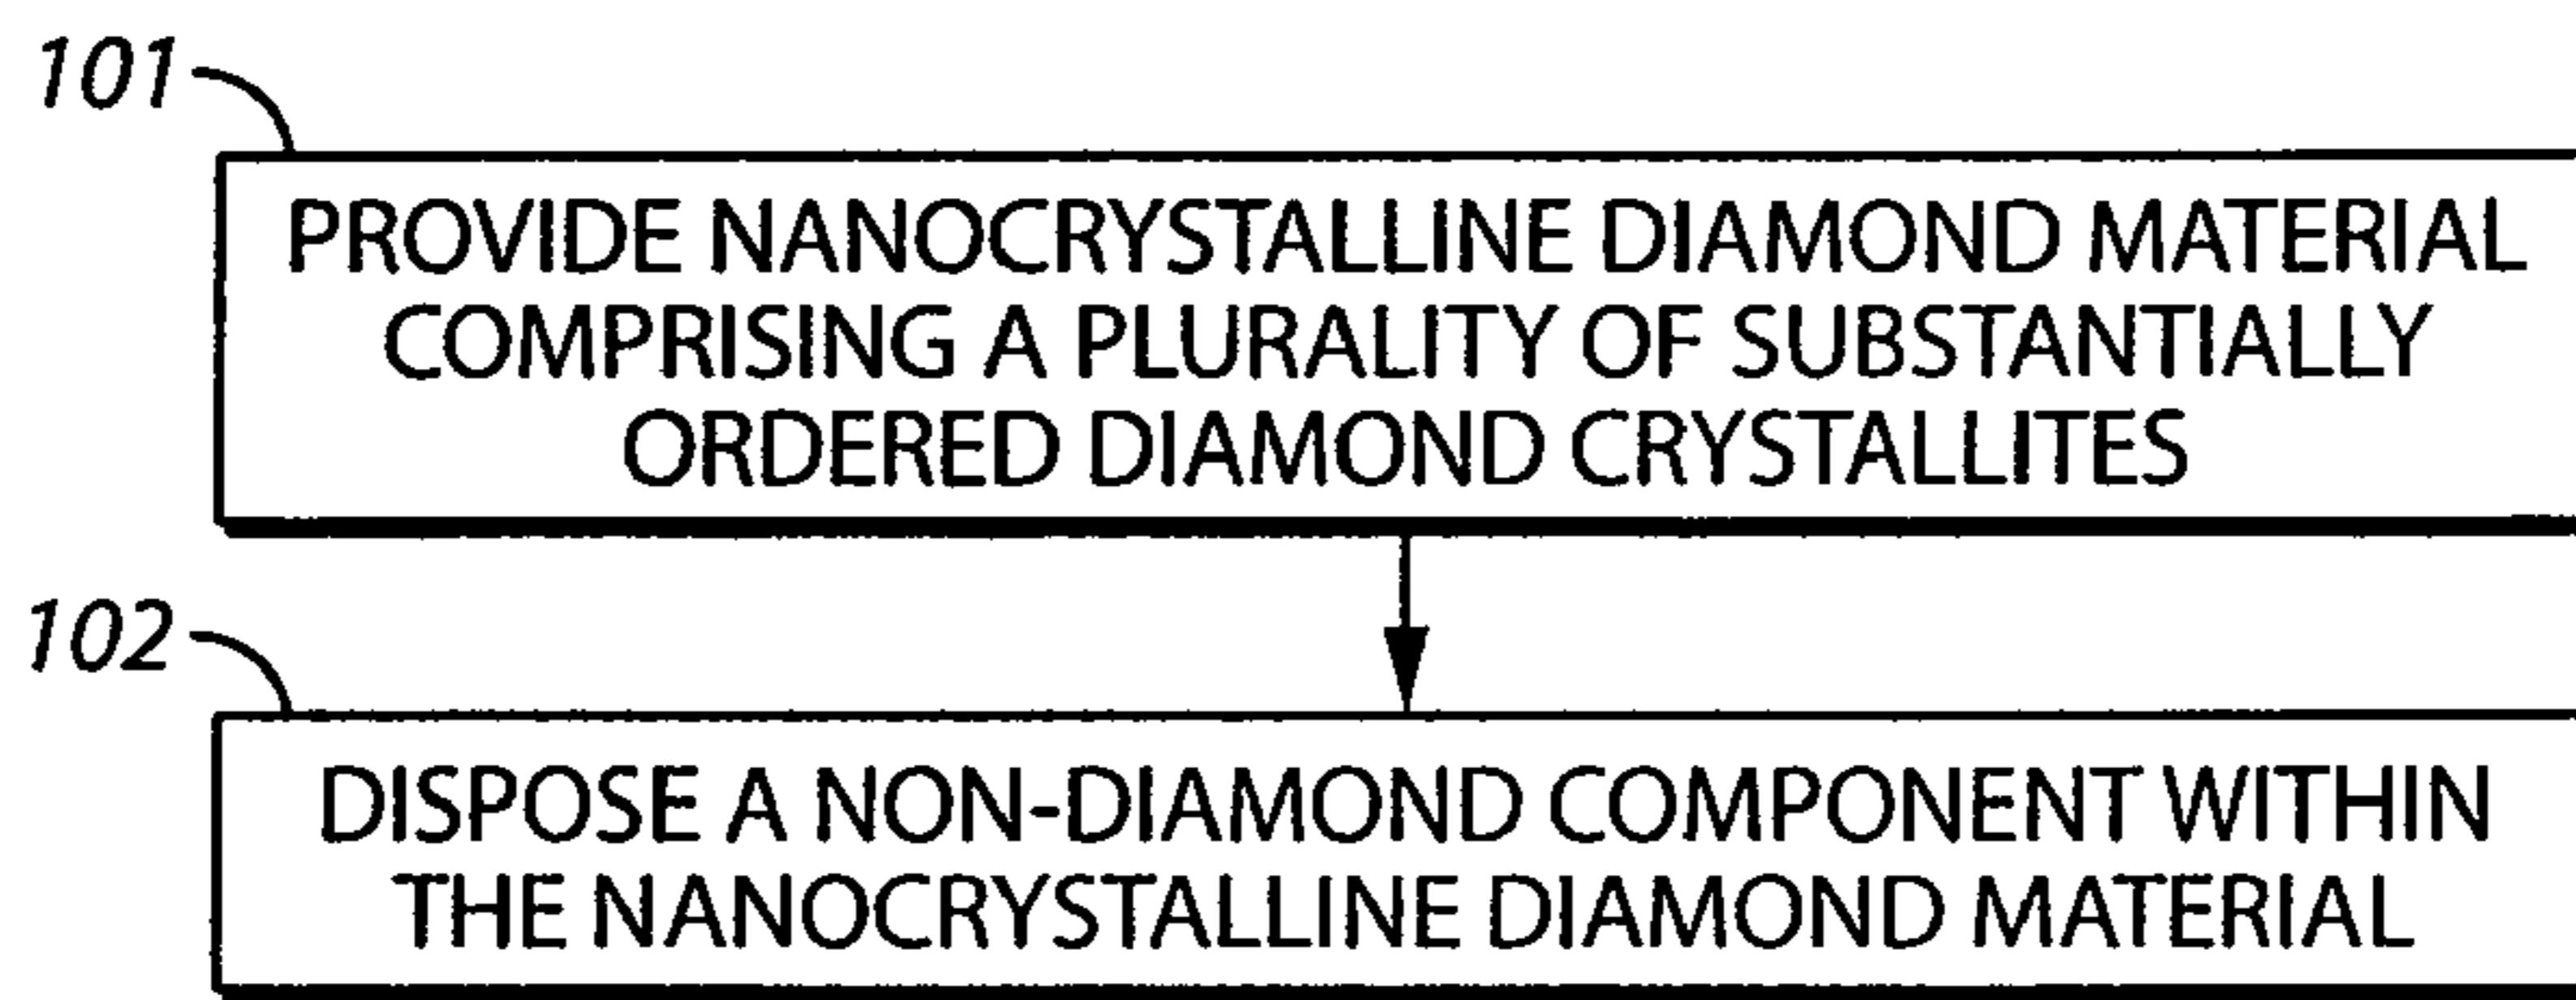 101
PROVIDE NANOCRYSTALLINE DIAMOND MATERIAL
COMPRISING A PLURALITY OF SUBSTANTIALLY
ORDERED DIAMOND CRYSTALLITES
102
DISPOSE A NON-DIAMOND COMPONENT WITHIN
THE NANOCRYSTALLINE DIAMOND MATERIAL